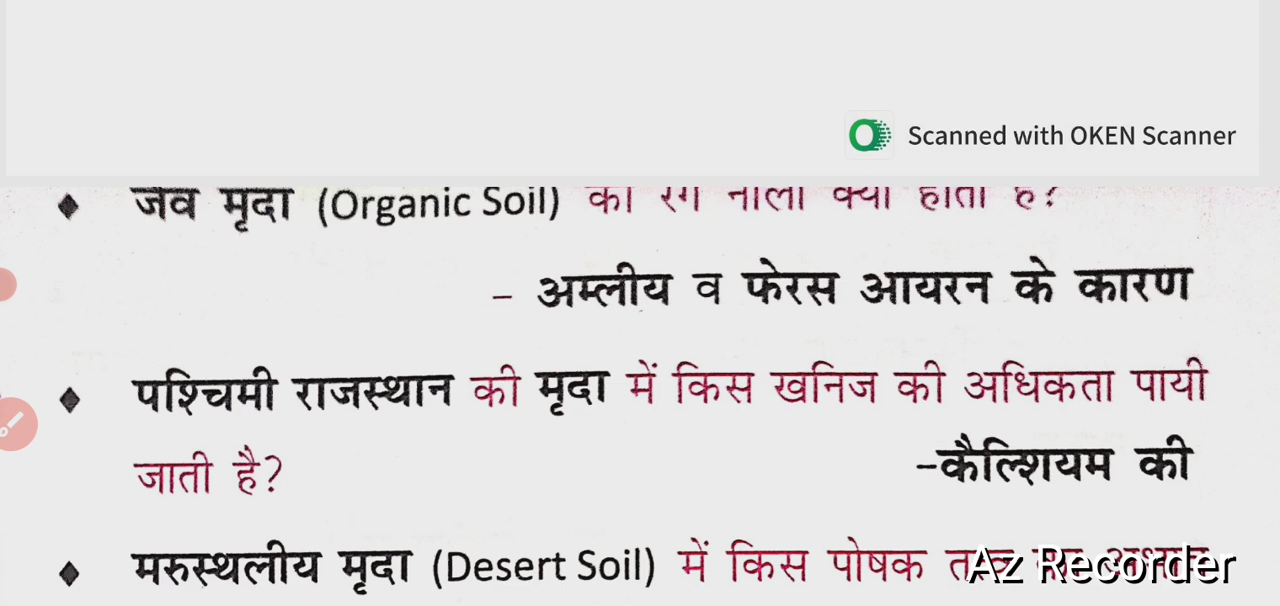 Scanned with OKEN Scanner
मृदा (Organic Soil) का रंग नीला क्यों होता है?
– अम्लीय व फेरस आयरन के कारण
पश्चिमी राजस्थान की मृदा में किस खनिज की अधिकता पायी
जाती है?
–कैल्शियम की
मरुस्थलीय मृदा (Desert Soil) में किस पोषक
Az Recorder